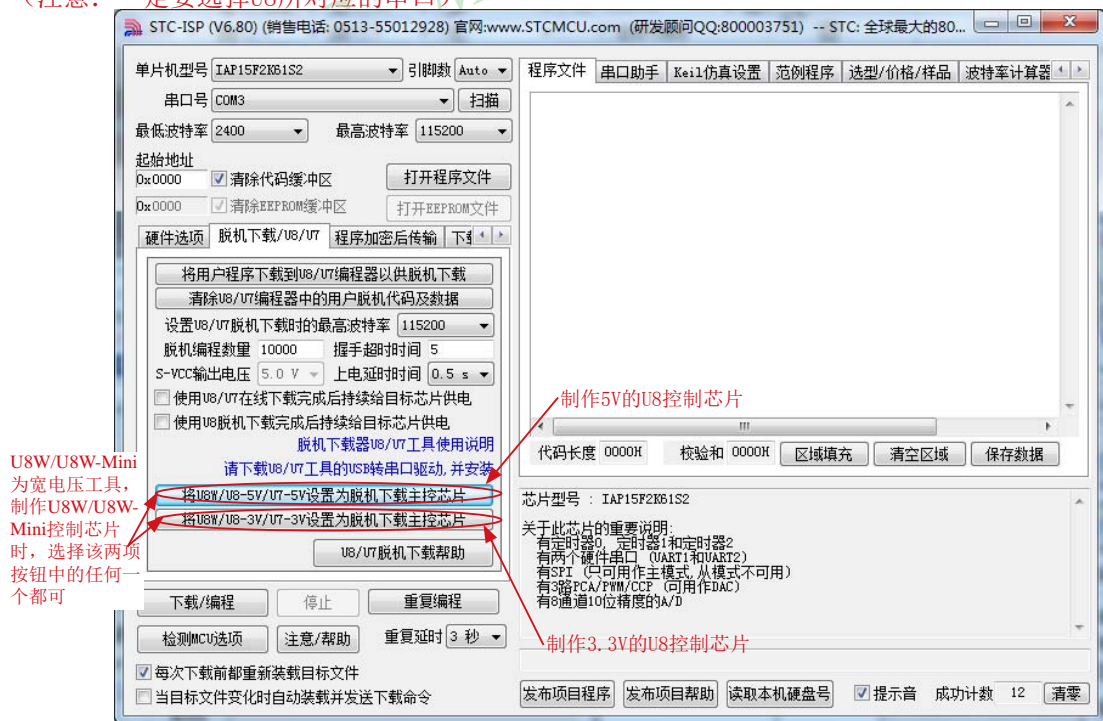 （注意：一定要选择U8所对应的串口）
STC-ISP (V6.80) (销售电话: 0513-55012928) 官网:www.STCMCU.com (研发顾问QQ:800003751) -- STC: 全球最大的80...
单片机型号 IAP15F2K61S2 引脚数 Auto
串口号 COM3 扫描
最低波特率 2400 最高波特率 115200
起始地址
0x0000 清除代码缓冲区 打开程序文件
0x0000 清除EEPROM缓冲区 打开EEPROM文件
硬件选项 脱机下载/U8/U7 程序加密后传输
将用户程序下载到U8/U7编程器以供脱机下载
清除U8/U7编程器中的用户脱机代码及数据
设置U8/U7脱机下载时的最高波特率 115200
脱机编程数量 10000 握手超时时间 5
S-VCC输出电压 5.0 V 上电延时时间 0.5 s
使用U8/U7在线下载完成后持续给目标芯片供电
使用U8脱机下载完成后持续给目标芯片供电
脱机下载器U8/U7工具使用说明
请下载U8/U7工具的USB转串口驱动,并安装
将U8W/U8-5V/U7-5V设置为脱机下载主控芯片
将U8W/U8-3V/U7-3V设置为脱机下载主控芯片
U8/U7脱机下载帮助
下载/编程 停止 重复编程
检测MCU选项 注意/帮助 重复延时 3 秒
每次下载前都重新装载目标文件
当目标文件变化时自动装载并发送下载命令
程序文件 串口助手 Keil仿真设置 范例程序 选型/价格/样品 波特率计算器
代码长度 0000H 校验和 0000H 区域填充 清空区域 保存数据
芯片型号 : IAP15F2K61S2
关于此芯片的重要说明:
有定时器0, 定时器1和定时器2
有两个硬件串口 (UART1和UART2)
有SPI (只可用作主模式,从模式不可用)
有3路PCA/PWM/CCP (可用作DAC)
有8通道10位精度的A/D
发布项目程序 发布项目帮助 读取本机硬盘号 提示音 成功计数 12 清零
制作5V的U8控制芯片
制作3.3V的U8控制芯片
U8W/U8W-Mini
为宽电压工具，
制作U8W/U8W-
Mini控制芯片
时，选择该两项
按钮中的任何一
个都可